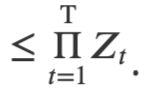 ≤ ∏_{t=1}^{T} Z_t.